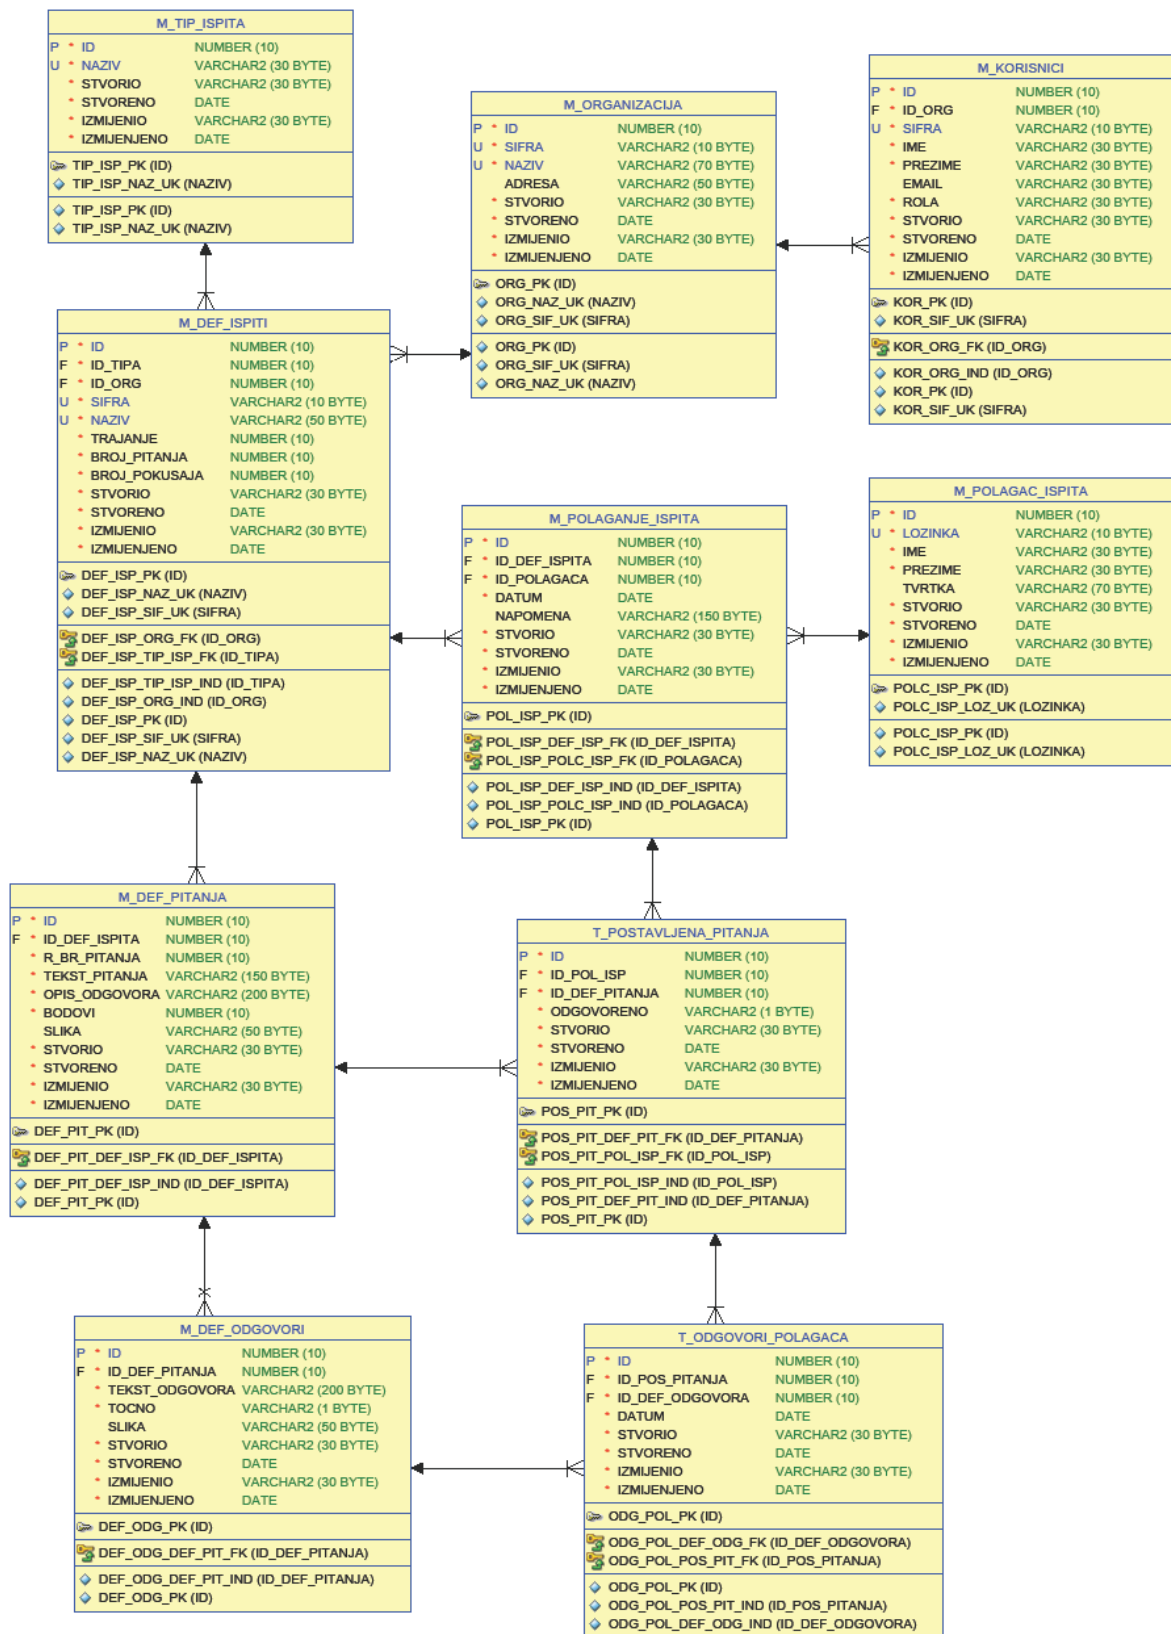 M_TIP_ISPITA
P * ID NUMBER (10)
U * NAZIV VARCHAR2 (30 BYTE)
* STVORIO VARCHAR2 (30 BYTE)
* STVORENO DATE
* IZMIJENIO VARCHAR2 (30 BYTE)
* IZMIJENJENO DATE
TIP_ISP_PK (ID)
TIP_ISP_NAZ_UK (NAZIV)
TIP_ISP_PK (ID)
TIP_ISP_NAZ_UK (NAZIV)
M_ORGANIZACIJA
P * ID NUMBER (10)
U * SIFRA VARCHAR2 (10 BYTE)
U * NAZIV VARCHAR2 (70 BYTE)
ADRESA VARCHAR2 (50 BYTE)
* STVORIO VARCHAR2 (30 BYTE)
* STVORENO DATE
* IZMIJENIO VARCHAR2 (30 BYTE)
* IZMIJENJENO DATE
ORG_PK (ID)
ORG_NAZ_UK (NAZIV)
ORG_SIF_UK (SIFRA)
ORG_PK (ID)
ORG_SIF_UK (SIFRA)
ORG_NAZ_UK (NAZIV)
M_KORISNICI
P * ID NUMBER (10)
F * ID_ORG NUMBER (10)
U * SIFRA VARCHAR2 (10 BYTE)
* IME VARCHAR2 (30 BYTE)
* PREZIME VARCHAR2 (30 BYTE)
EMAIL VARCHAR2 (30 BYTE)
* ROLA VARCHAR2 (30 BYTE)
* STVORIO VARCHAR2 (30 BYTE)
* STVORENO DATE
* IZMIJENIO VARCHAR2 (30 BYTE)
* IZMIJENJENO DATE
KOR_PK (ID)
KOR_SIF_UK (SIFRA)
KOR_ORG_FK (ID_ORG)
KOR_ORG_IND (ID_ORG)
KOR_PK (ID)
KOR_SIF_UK (SIFRA)
M_DEF_ISPITI
P * ID NUMBER (10)
F * ID_TIPA NUMBER (10)
F * ID_ORG NUMBER (10)
U * SIFRA VARCHAR2 (10 BYTE)
U * NAZIV VARCHAR2 (50 BYTE)
* TRAJANJE NUMBER (10)
* BROJ_PITANJA NUMBER (10)
* BROJ_POKUSAJA NUMBER (10)
* STVORIO VARCHAR2 (30 BYTE)
* STVORENO DATE
* IZMIJENIO VARCHAR2 (30 BYTE)
* IZMIJENJENO DATE
DEF_ISP_PK (ID)
DEF_ISP_NAZ_UK (NAZIV)
DEF_ISP_SIF_UK (SIFRA)
DEF_ISP_ORG_FK (ID_ORG)
DEF_ISP_TIP_ISP_FK (ID_TIPA)
DEF_ISP_TIP_ISP_IND (ID_TIPA)
DEF_ISP_ORG_IND (ID_ORG)
DEF_ISP_PK (ID)
DEF_ISP_SIF_UK (SIFRA)
DEF_ISP_NAZ_UK (NAZIV)
M_POLAGANJE_ISPITA
P * ID NUMBER (10)
F * ID_DEF_ISPITA NUMBER (10)
F * ID_POLAGACA NUMBER (10)
* DATUM DATE
NAPOMENA VARCHAR2 (150 BYTE)
* STVORIO VARCHAR2 (30 BYTE)
* STVORENO DATE
* IZMIJENIO VARCHAR2 (30 BYTE)
* IZMIJENJENO DATE
POL_ISP_PK (ID)
POL_ISP_DEF_ISP_FK (ID_DEF_ISPITA)
POL_ISP_POLC_ISP_FK (ID_POLAGACA)
POL_ISP_DEF_ISP_IND (ID_DEF_ISPITA)
POL_ISP_POLC_ISP_IND (ID_POLAGACA)
POL_ISP_PK (ID)
M_POLAGAC_ISPITA
P * ID NUMBER (10)
U * LOZINKA VARCHAR2 (10 BYTE)
* IME VARCHAR2 (30 BYTE)
* PREZIME VARCHAR2 (30 BYTE)
TVRTKA VARCHAR2 (70 BYTE)
* STVORIO VARCHAR2 (30 BYTE)
* STVORENO DATE
* IZMIJENIO VARCHAR2 (30 BYTE)
* IZMIJENJENO DATE
POLC_ISP_PK (ID)
POLC_ISP_LOZ_UK (LOZINKA)
POLC_ISP_PK (ID)
POLC_ISP_LOZ_UK (LOZINKA)
M_DEF_PITANJA
P * ID NUMBER (10)
F * ID_DEF_ISPITA NUMBER (10)
* R_BR_PITANJA NUMBER (10)
* TEKST_PITANJA VARCHAR2 (150 BYTE)
* OPIS_ODGOVORA VARCHAR2 (200 BYTE)
* BODOVI NUMBER (10)
SLIKA VARCHAR2 (50 BYTE)
* STVORIO VARCHAR2 (30 BYTE)
* STVORENO DATE
* IZMIJENIO VARCHAR2 (30 BYTE)
* IZMIJENJENO DATE
DEF_PIT_PK (ID)
DEF_PIT_DEF_ISP_FK (ID_DEF_ISPITA)
DEF_PIT_DEF_ISP_IND (ID_DEF_ISPITA)
DEF_PIT_PK (ID)
T_POSTAVLJENA_PITANJA
P * ID NUMBER (10)
F * ID_POL_ISP NUMBER (10)
F * ID_DEF_PITANJA NUMBER (10)
* ODGOVORENO VARCHAR2 (1 BYTE)
* STVORIO VARCHAR2 (30 BYTE)
* STVORENO DATE
* IZMIJENIO VARCHAR2 (30 BYTE)
* IZMIJENJENO DATE
POS_PIT_PK (ID)
POS_PIT_DEF_PIT_FK (ID_DEF_PITANJA)
POS_PIT_POL_ISP_FK (ID_POL_ISP)
POS_PIT_POL_ISP_IND (ID_POL_ISP)
POS_PIT_DEF_PIT_IND (ID_DEF_PITANJA)
POS_PIT_PK (ID)
M_DEF_ODGOVORI
P * ID NUMBER (10)
F * ID_DEF_PITANJA NUMBER (10)
* TEKST_ODGOVORA VARCHAR2 (200 BYTE)
* TOCNO VARCHAR2 (1 BYTE)
SLIKA VARCHAR2 (50 BYTE)
* STVORIO VARCHAR2 (30 BYTE)
* STVORENO DATE
* IZMIJENIO VARCHAR2 (30 BYTE)
* IZMIJENJENO DATE
DEF_ODG_PK (ID)
DEF_ODG_DEF_PIT_FK (ID_DEF_PITANJA)
DEF_ODG_DEF_PIT_IND (ID_DEF_PITANJA)
DEF_ODG_PK (ID)
T_ODGOVORI_POLAGACA
P * ID NUMBER (10)
F * ID_POS_PITANJA NUMBER (10)
F * ID_DEF_ODGOVORA NUMBER (10)
* DATUM DATE
* STVORIO VARCHAR2 (30 BYTE)
* STVORENO DATE
* IZMIJENIO VARCHAR2 (30 BYTE)
* IZMIJENJENO DATE
ODG_POL_PK (ID)
ODG_POL_DEF_ODG_FK (ID_DEF_ODGOVORA)
ODG_POL_POS_PIT_FK (ID_POS_PITANJA)
ODG_POL_PK (ID)
ODG_POL_POS_PIT_IND (ID_POS_PITANJA)
ODG_POL_DEF_ODG_IND (ID_DEF_ODGOVORA)